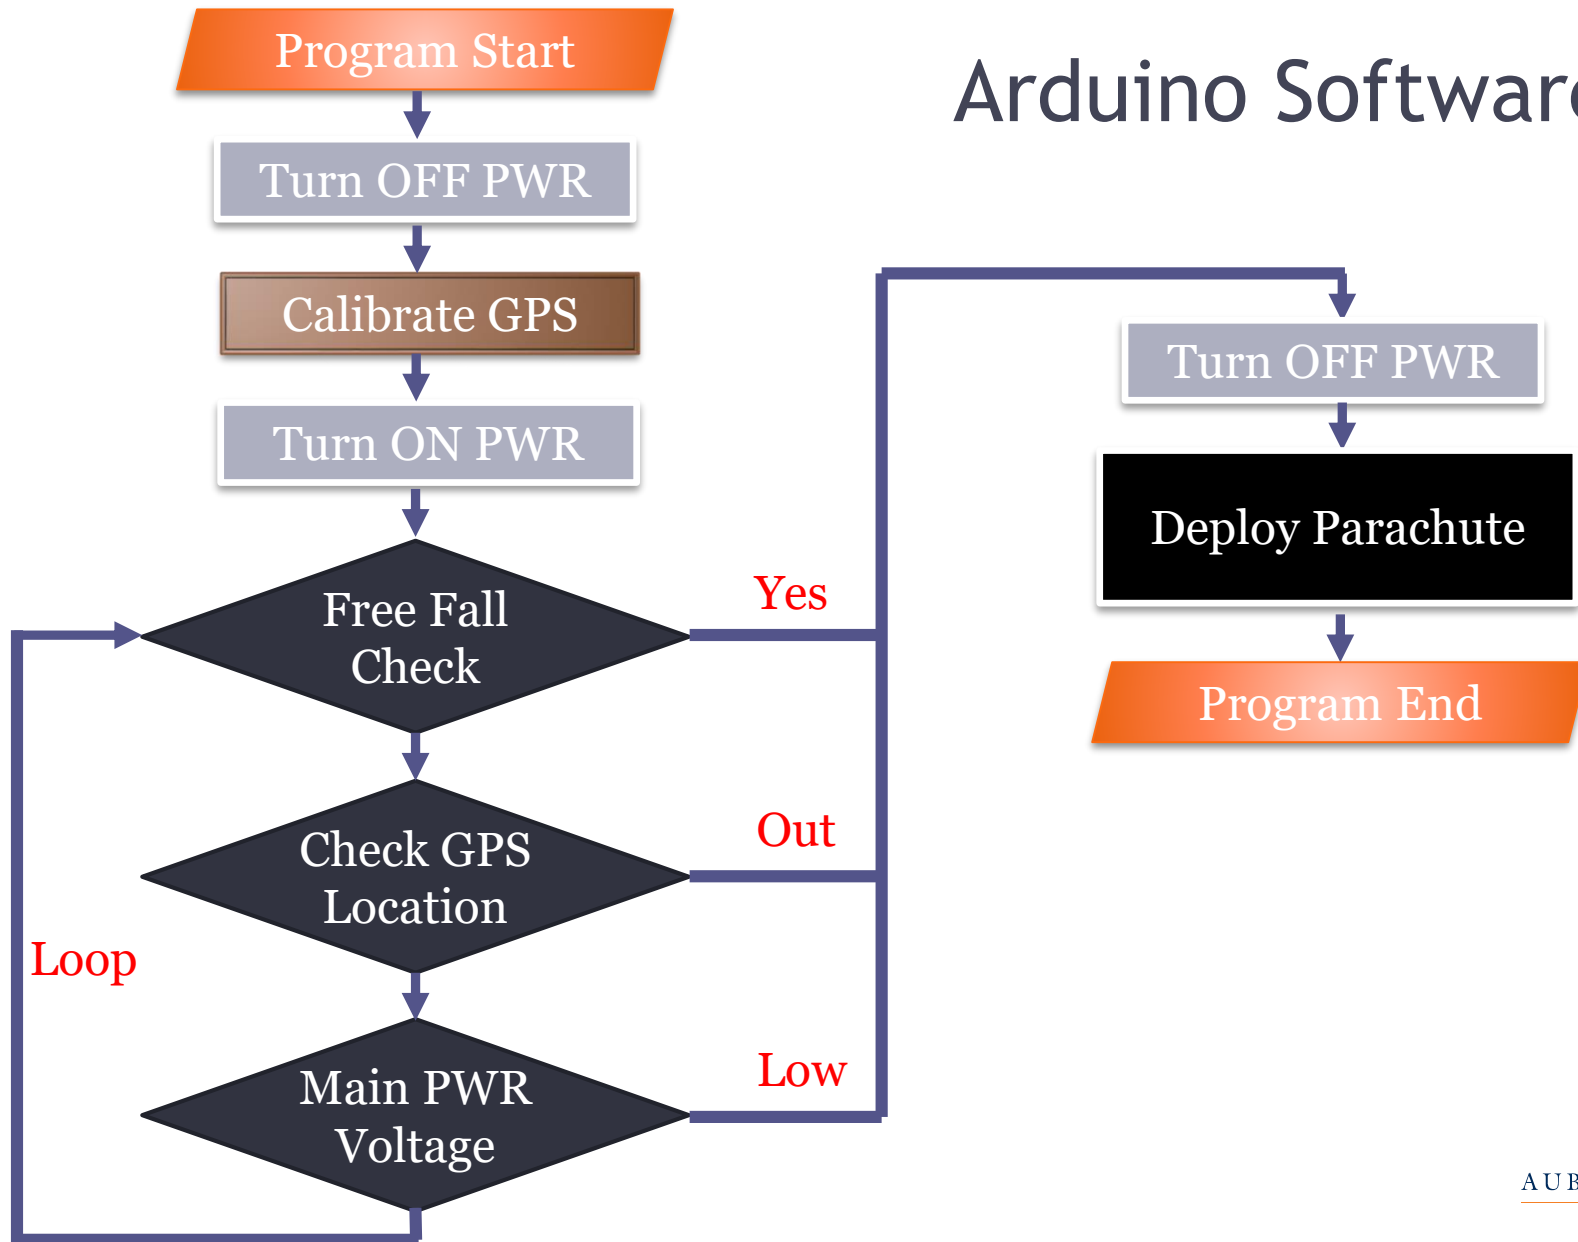 Arduino Software
Program Start
Turn OFF PWR
Calibrate GPS
Turn ON PWR
Free Fall
Check
Yes
Check GPS
Location
Out
Loop
Main PWR
Voltage
Low
Turn OFF PWR
Deploy Parachute
Program End
AUB